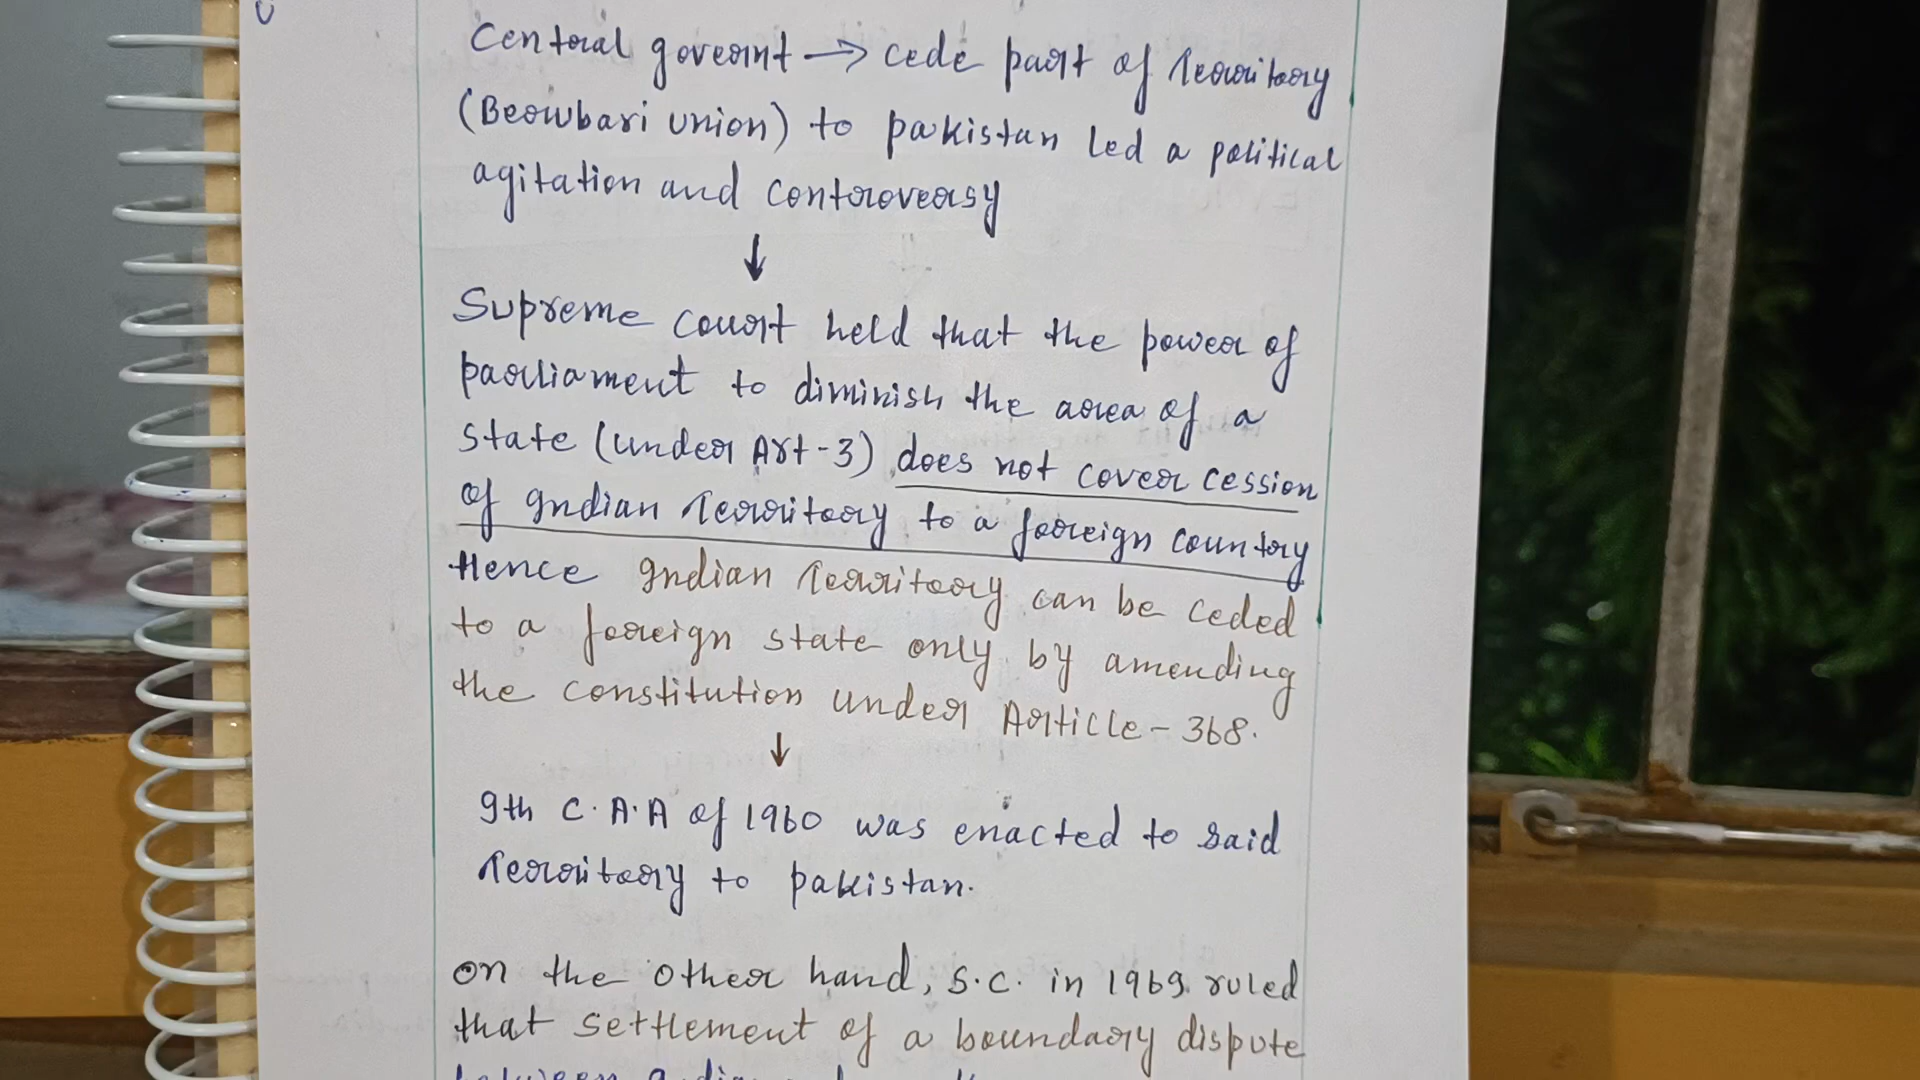 Central governt → cede part of Territory
(Berubari union) to pakistan led a political
agitation and controversy
↓
Supreme court held that the power of
parliament to diminish the area of a
state (under Art-3) does not cover cession
of Indian Territory to a foreign country
Hence Indian Territory can be ceded
to a foreign state only by amending
the constitution under Article-368.
↓
9th C.A.A of 1960 was enacted to said
Territory to pakistan.
on the other hand, S.C. in 1969 ruled
that settlement of a boundary dispute
between